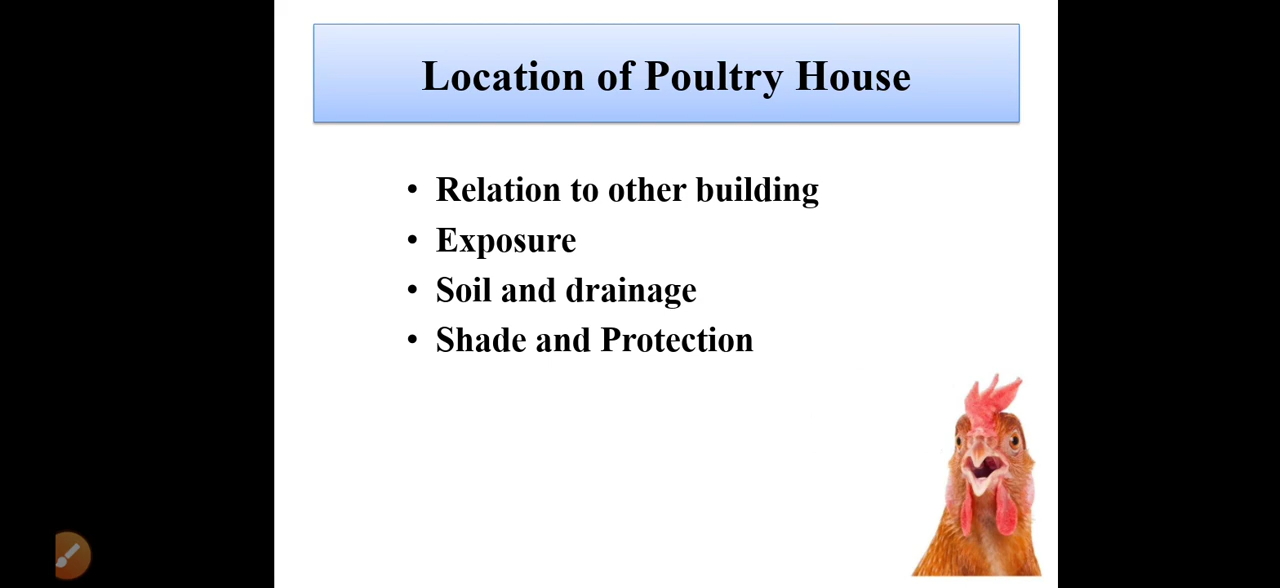 Location of Poultry House
• Relation to other building
• Exposure
• Soil and drainage
• Shade and Protection